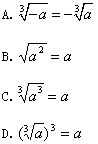 A. ∛(-a) = -∛a
B. √(a²) = a
C. ∛(a³) = a
D. (∛a)³ = a